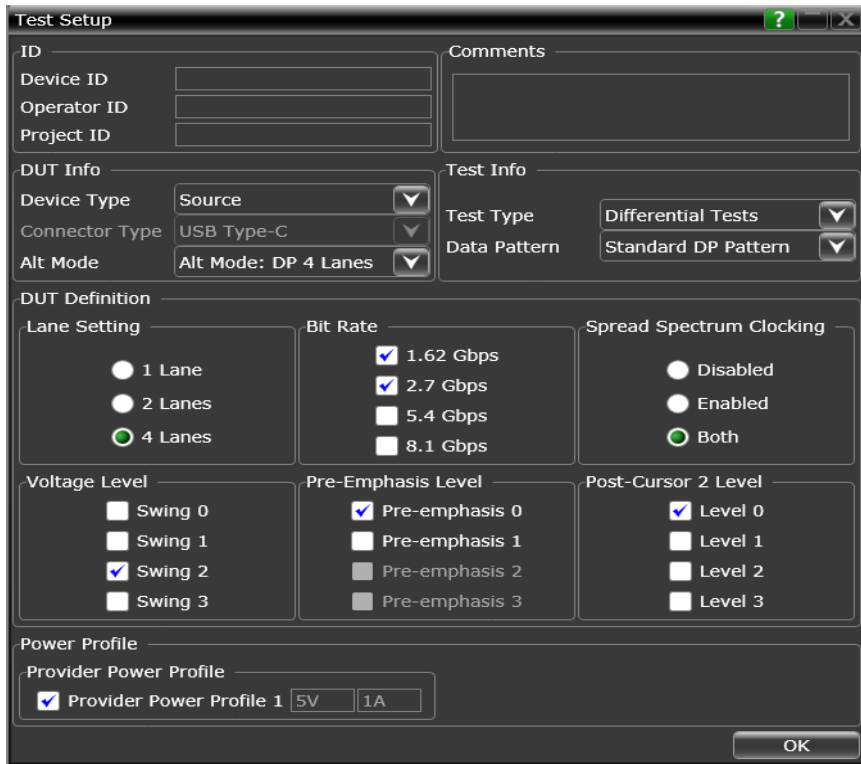 Test Setup
?
ID
Device ID
Operator ID
Project ID
Comments
DUT Info
Device Type Source
Connector Type USB Type-C
Alt Mode Alt Mode: DP 4 Lanes
Test Info
Test Type Differential Tests
Data Pattern Standard DP Pattern
DUT Definition
Lane Setting
1 Lane
2 Lanes
4 Lanes
Bit Rate
1.62 Gbps
2.7 Gbps
5.4 Gbps
8.1 Gbps
Spread Spectrum Clocking
Disabled
Enabled
Both
Voltage Level
Swing 0
Swing 1
Swing 2
Swing 3
Pre-Emphasis Level
Pre-emphasis 0
Pre-emphasis 1
Pre-emphasis 2
Pre-emphasis 3
Post-Cursor 2 Level
Level 0
Level 1
Level 2
Level 3
Power Profile
Provider Power Profile
Provider Power Profile 1 5V 1A
OK